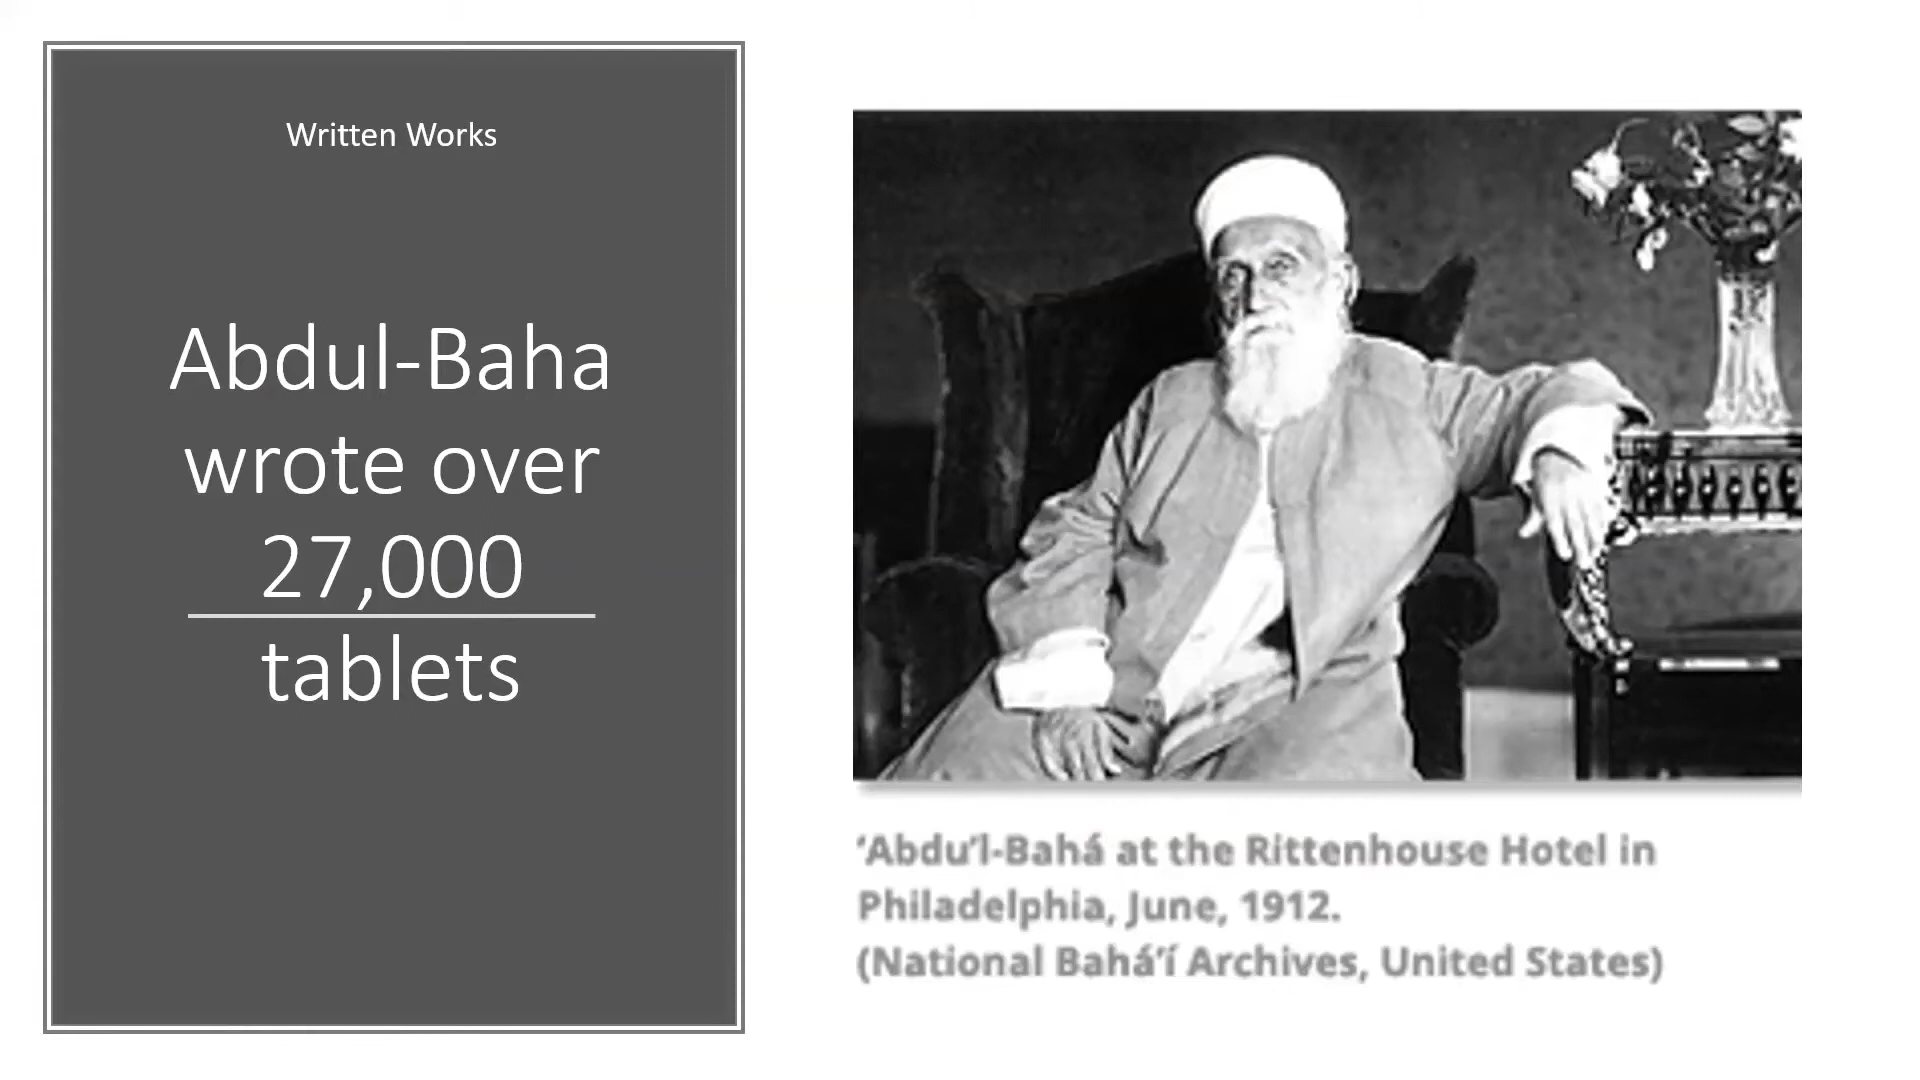 Written Works
Abdul-Baha
wrote over
27,000
tablets
‘Abdu’l-Bahá at the Rittenhouse Hotel in
Philadelphia, June, 1912.
(National Bahá’í Archives, United States)